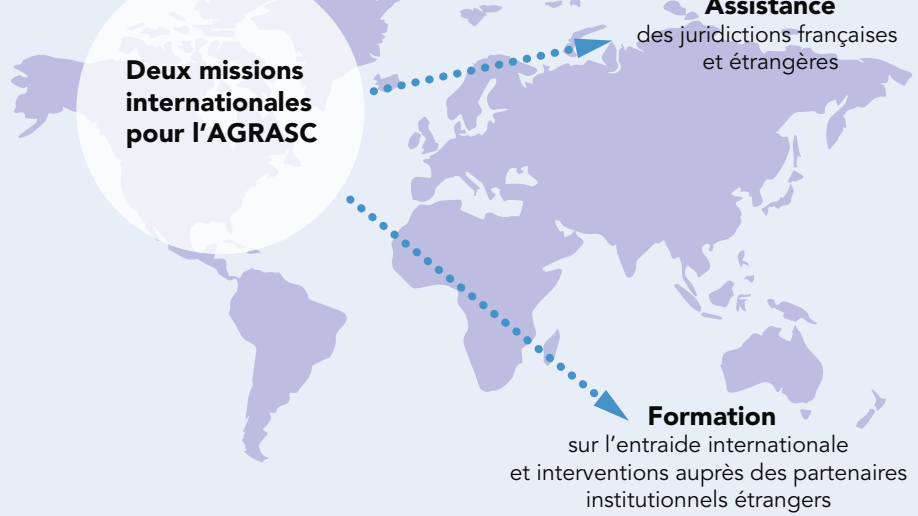 Deux missions
internationales
pour l'AGRASC
Assistance
des juridictions françaises
et étrangères
Formation
sur l'entraide internationale
et interventions auprès des partenaires
institutionnels étrangers